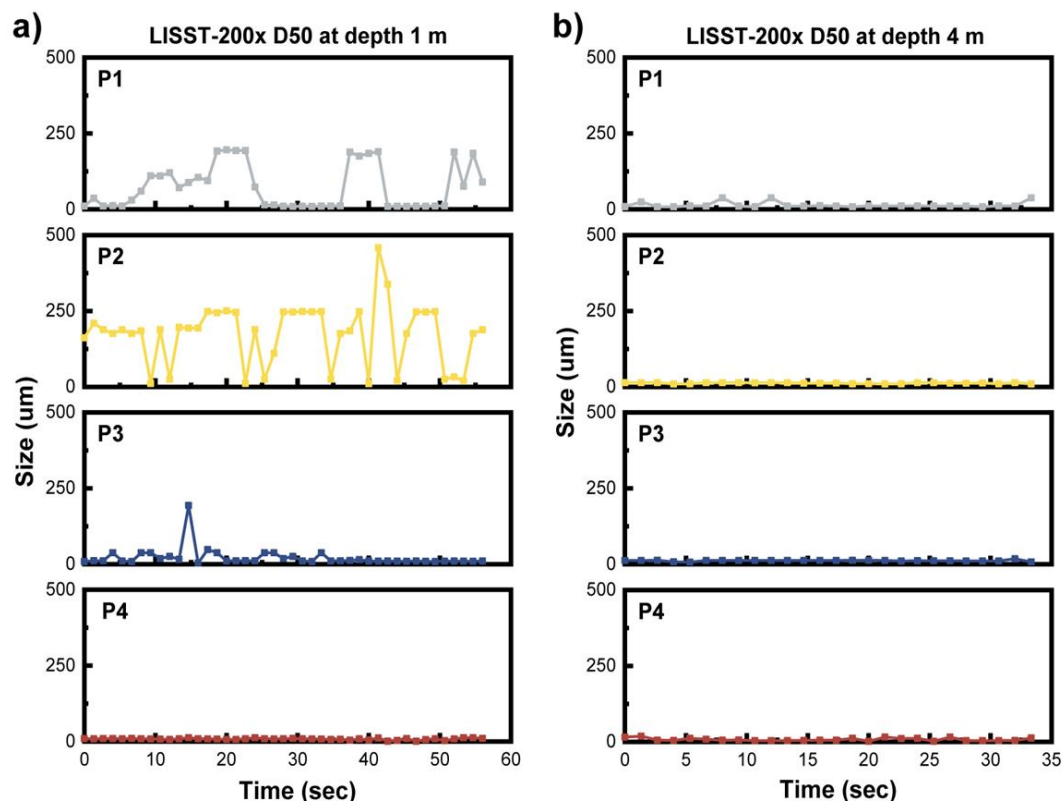 a)
LISST-200x D50 at depth 1 m
500
P1
250
0
500
P2
250
0
500
P3
250
0
500
P4
250
0
0 10 20 30 40 50 60
Size (um)
Time (sec)
b)
LISST-200x D50 at depth 4 m
500
P1
250
0
500
P2
250
0
500
P3
250
0
500
P4
250
0
0 5 10 15 20 25 30 35
Size (um)
Time (sec)